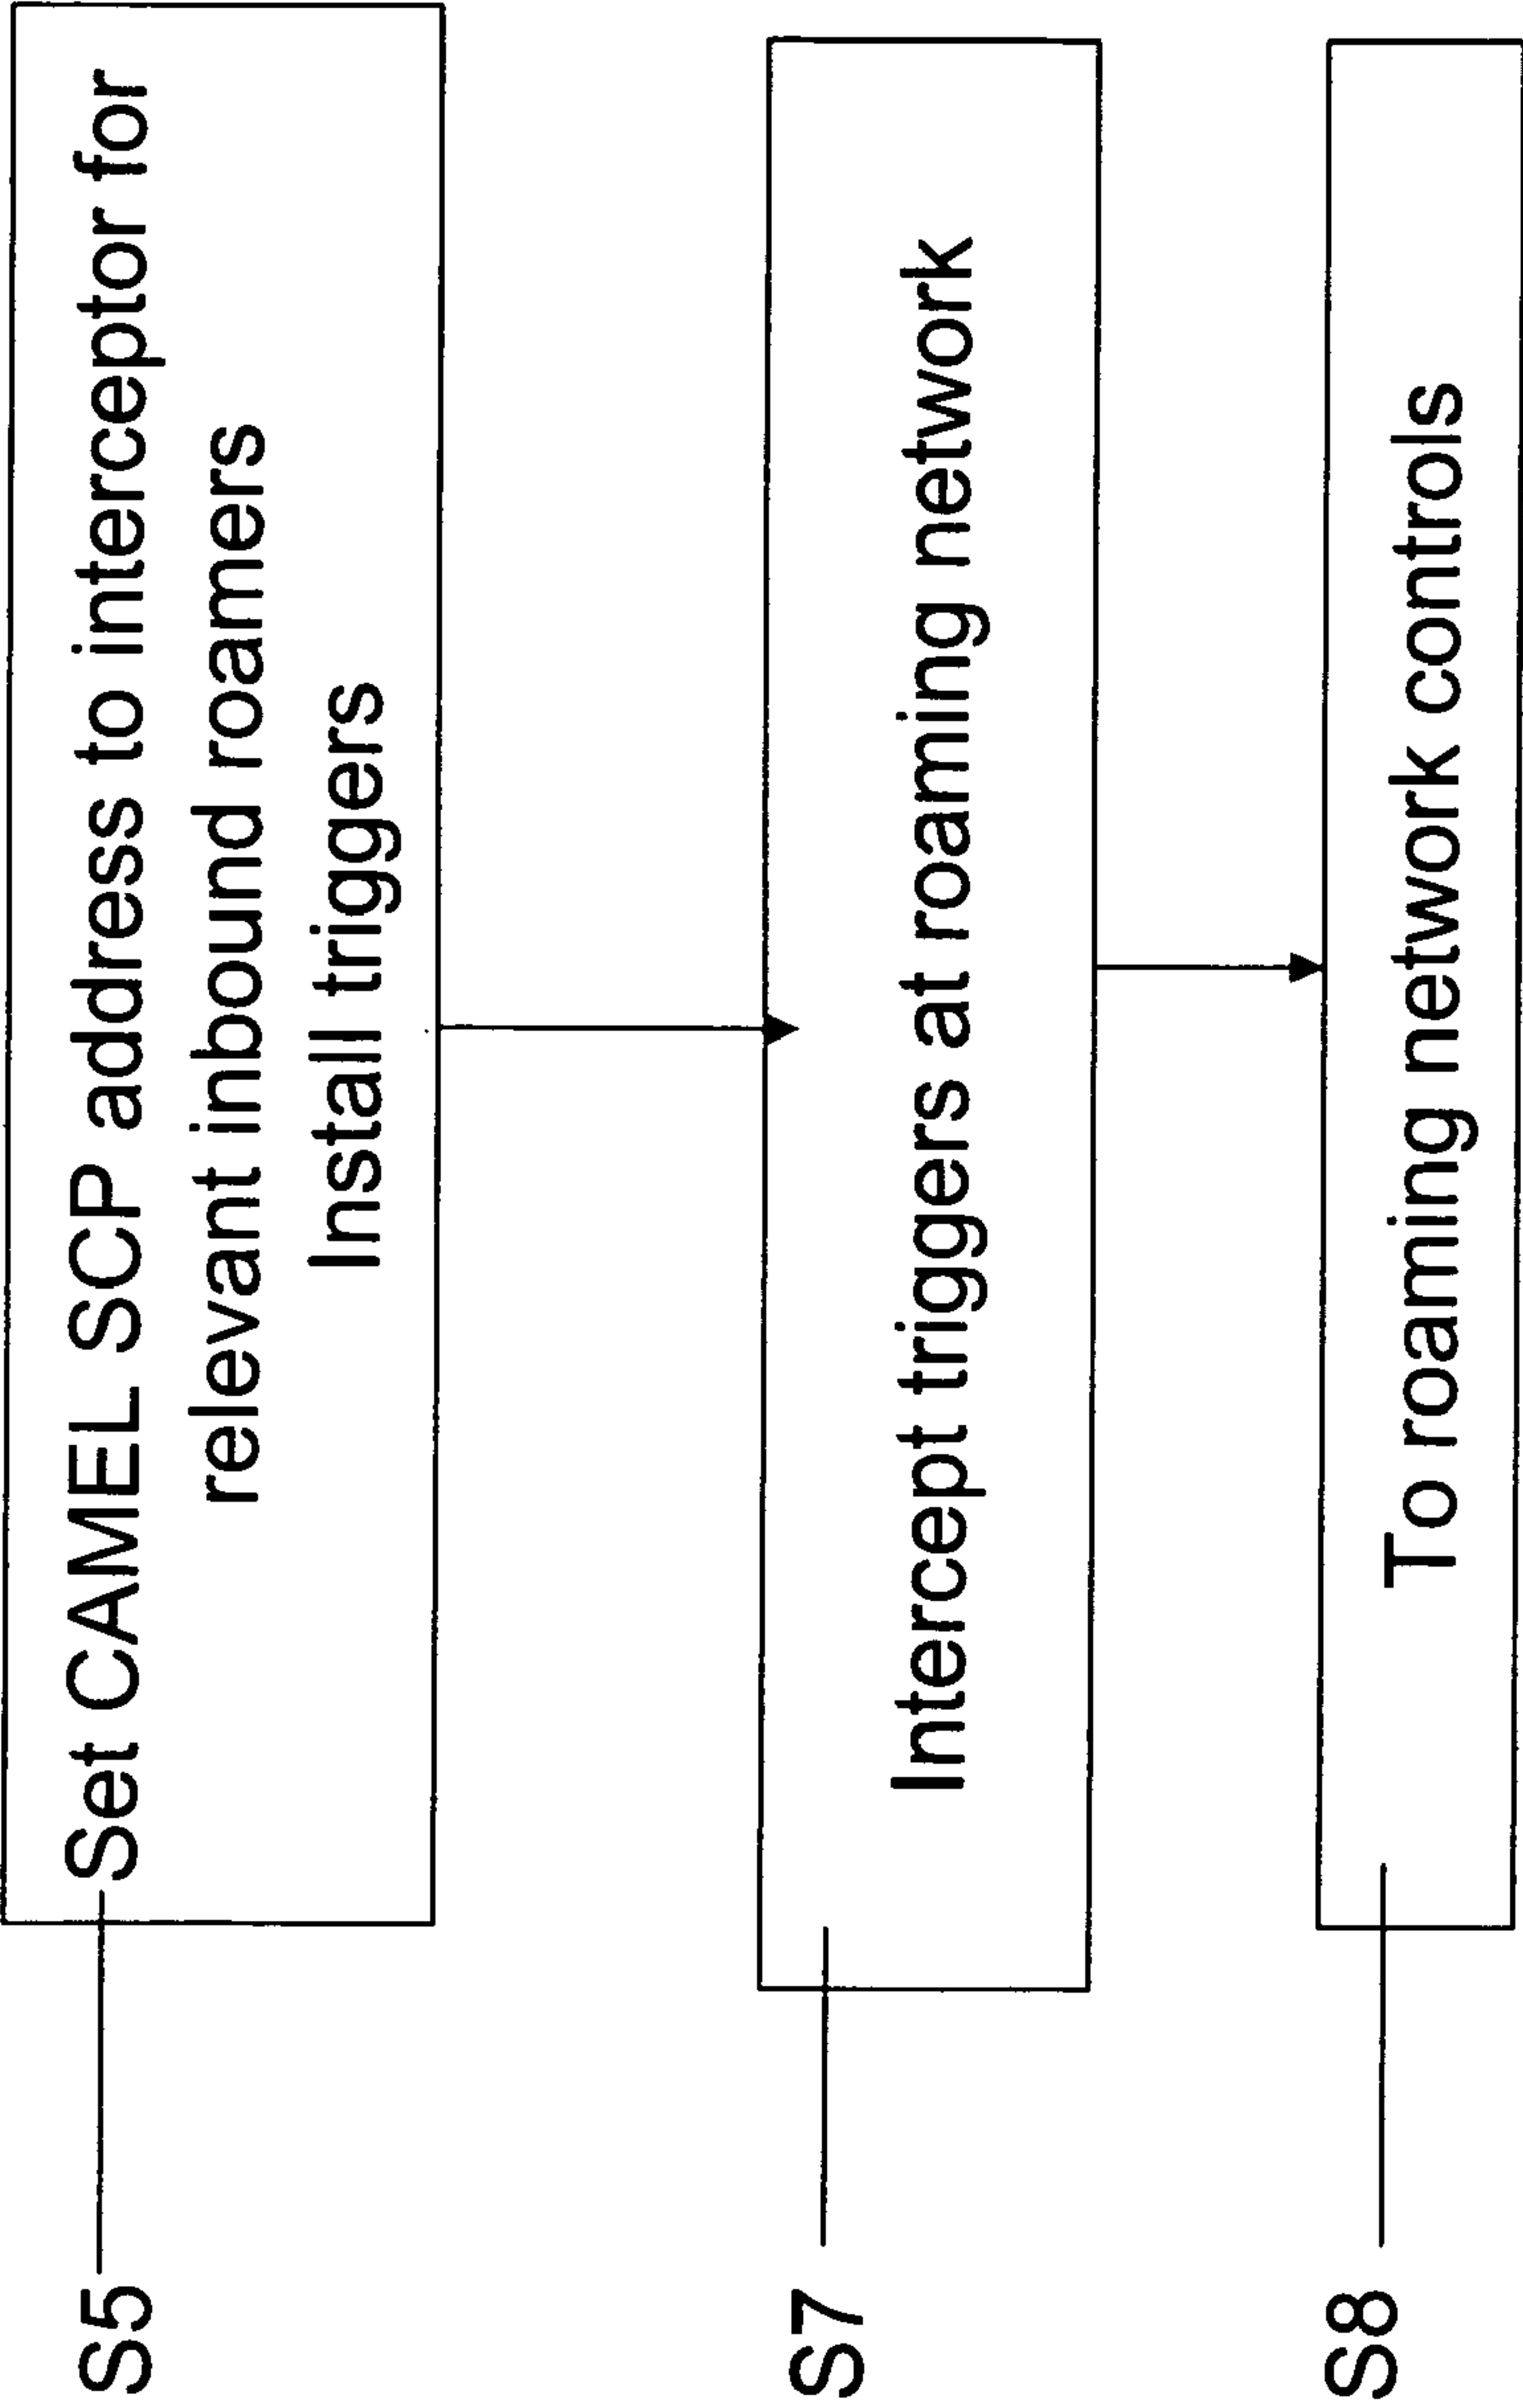 S5
Set CAMEL SCP address to interceptor for
relevant inbound roamers
Install triggers
S7
Intercept triggers at roaming network
S8
To roaming network controls